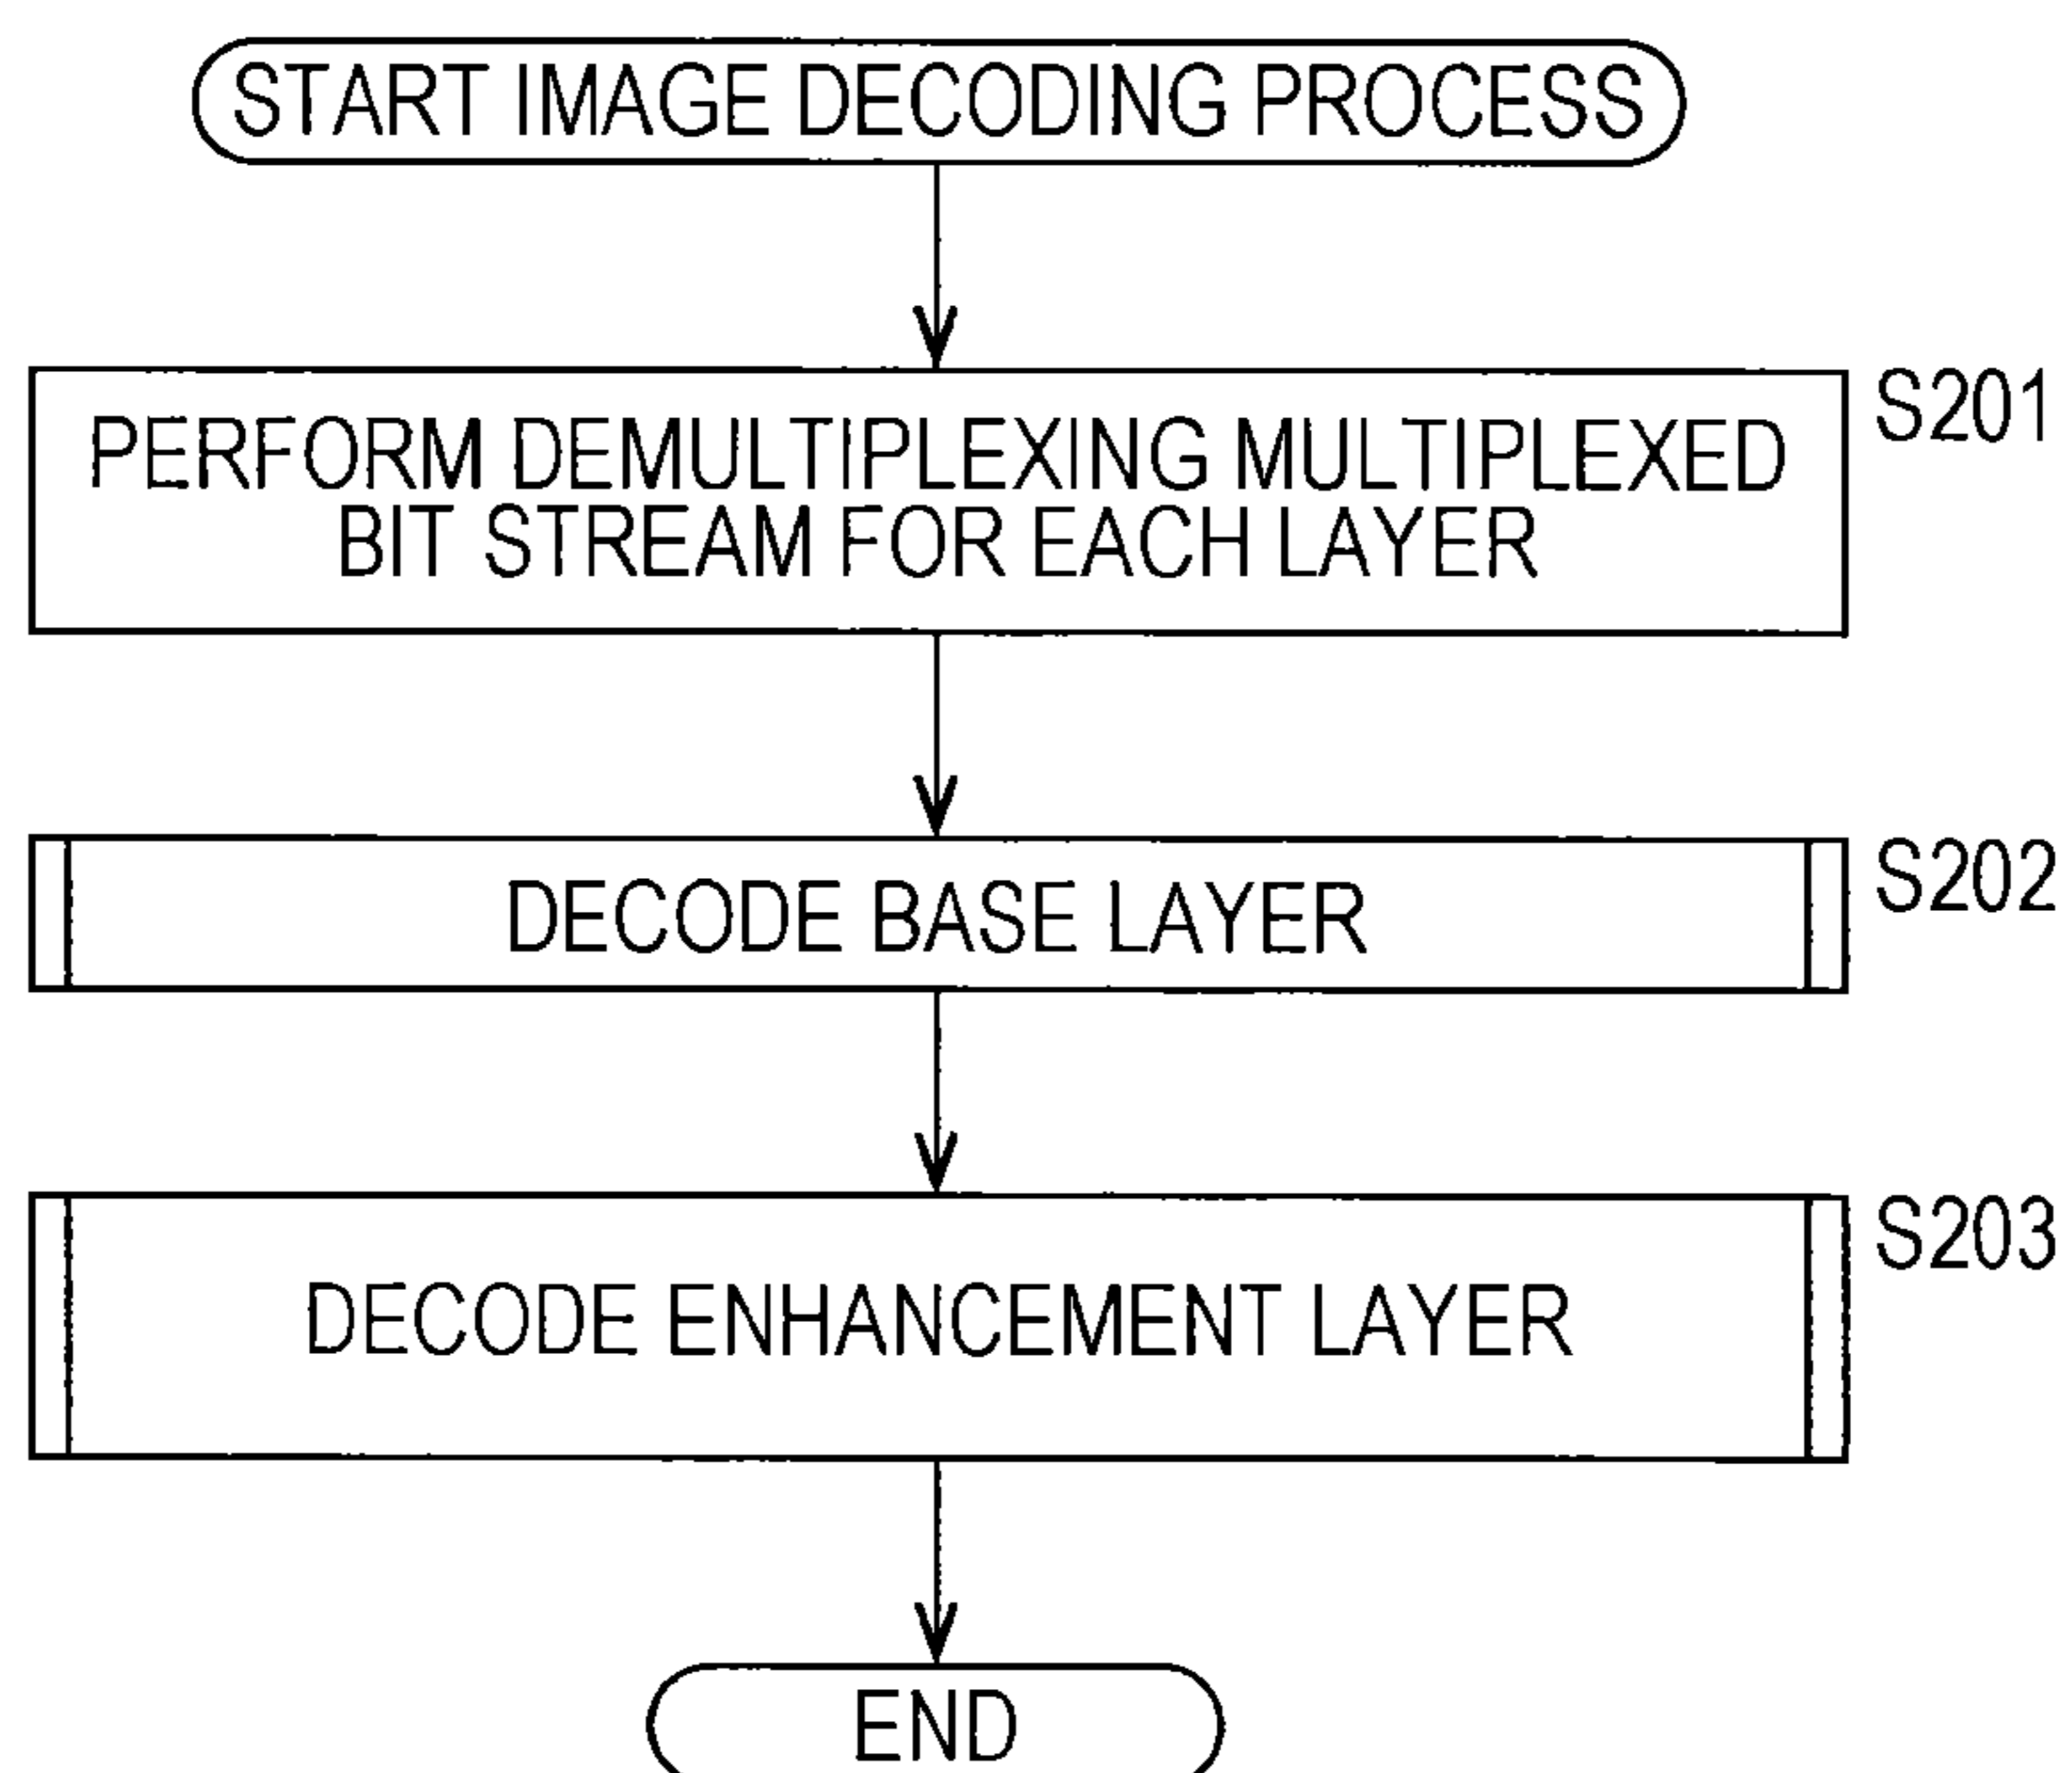 START IMAGE DECODING PROCESS
S201
PERFORM DEMULTIPLEXING MULTIPLEXED
BIT STREAM FOR EACH LAYER
S202
DECODE BASE LAYER
S203
DECODE ENHANCEMENT LAYER
END